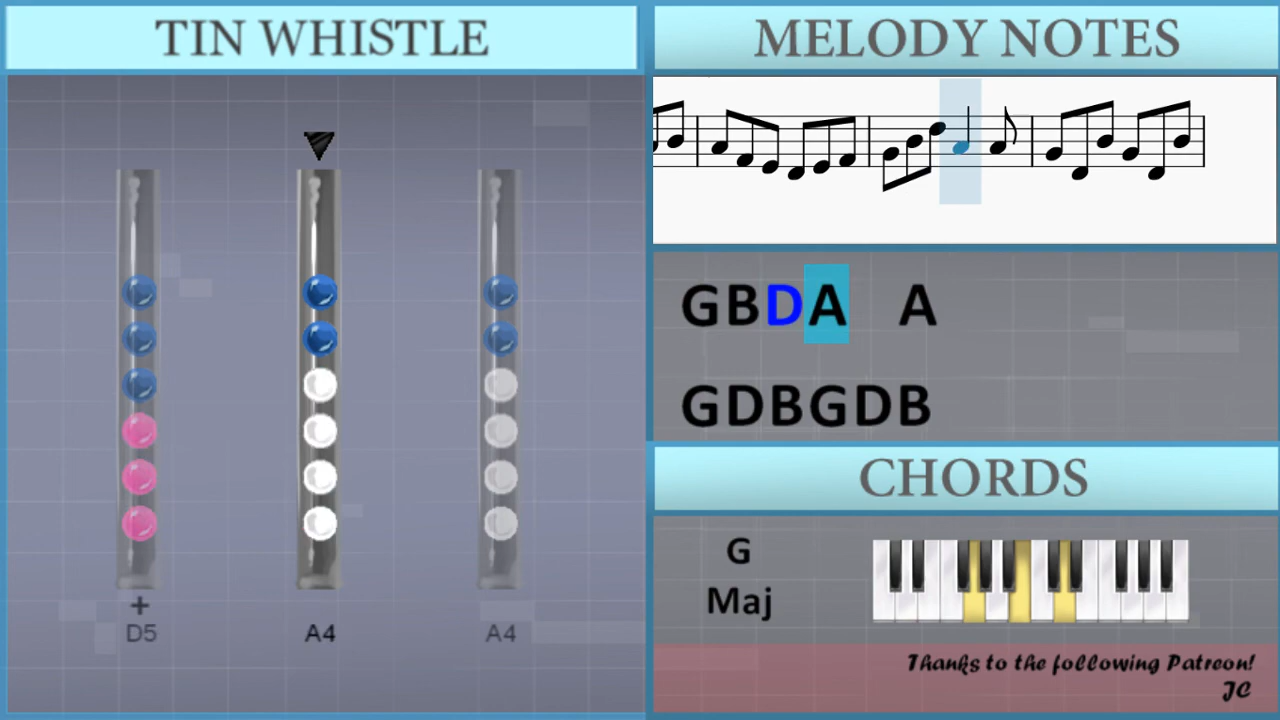 TIN WHISTLE
+
D5
A4
A4
MELODY NOTES
GBDA A
GDBGDB
CHORDS
G
Maj
Thanks to the following Patreon!
JC